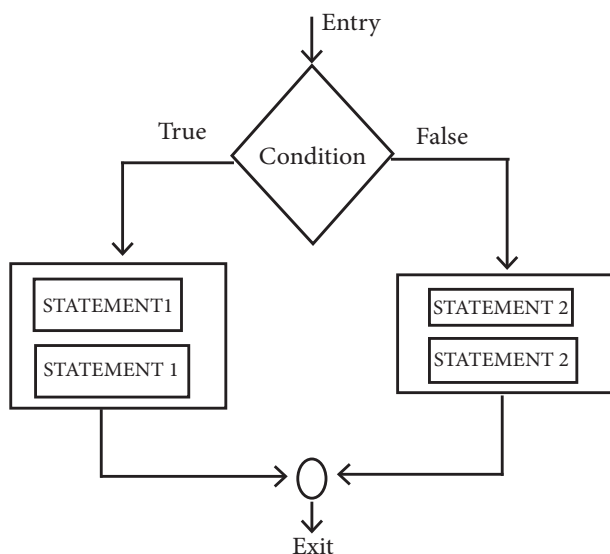 Entry
True
False
Condition
STATEMENT1
STATEMENT 1
STATEMENT 2
STATEMENT 2
Exit